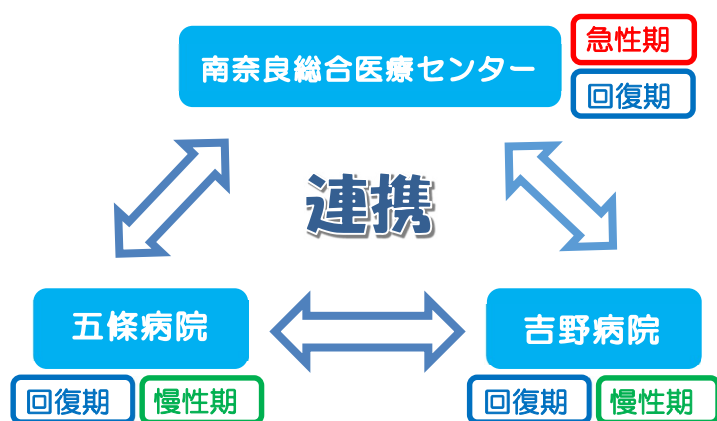 急性期
南奈良総合医療センター
回復期
連携
五條病院
吉野病院
回復期
慢性期
回復期
慢性期